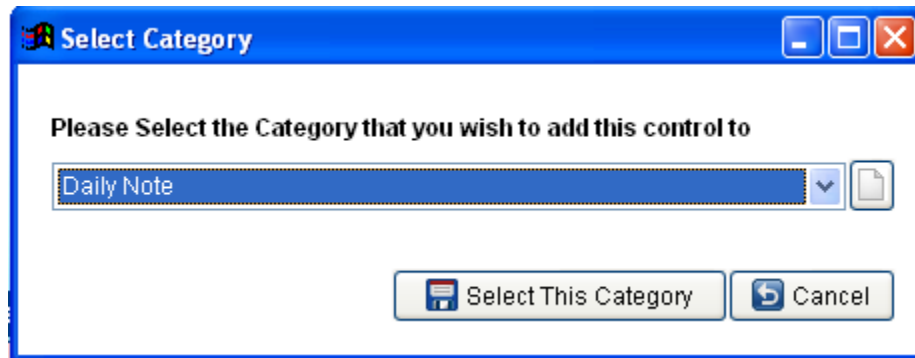 Select Category
Please Select the Category that you wish to add this control to
Daily Note
Select This Category
Cancel